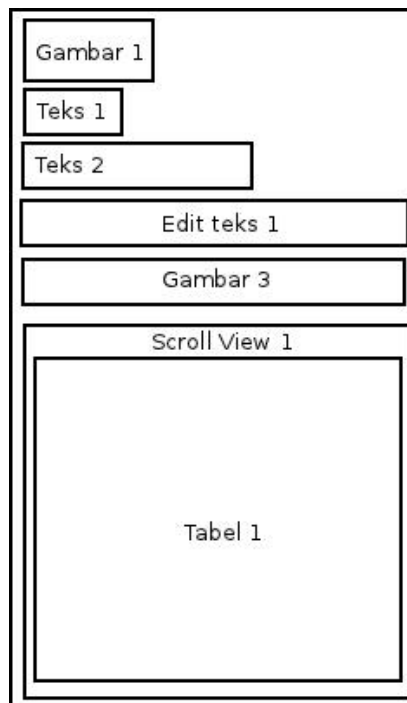 Gambar 1
Teks 1
Teks 2
Edit teks 1
Gambar 3
Scroll View 1
Tabel 1